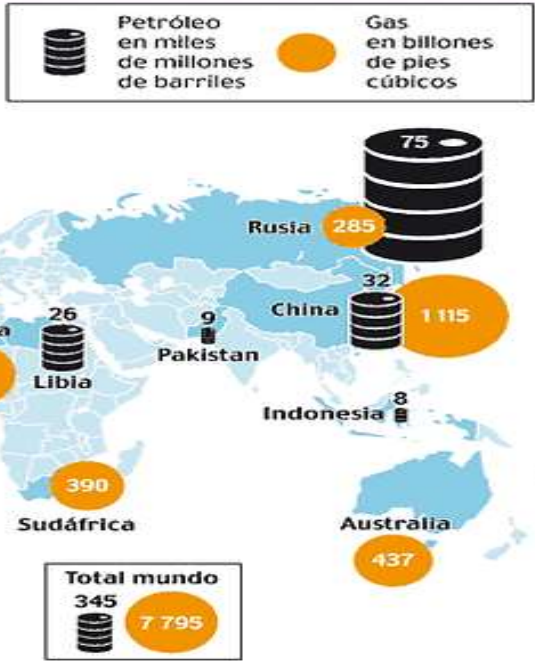 Petróleo
en miles
de millones
de barriles
Gas
en billones
de pies
cúbicos
75
Rusia 285
32
China 1 115
26
a
Libia
9
Pakistan
8
Indonesia
390
Sudáfrica
Australia
437
Total mundo
345
7 795